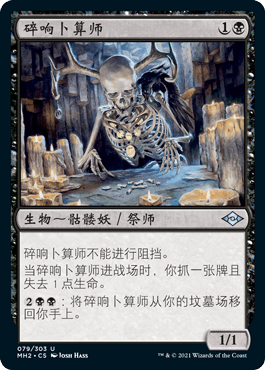 碎响卜算师 1
生物～骷髅妖／祭师
碎响卜算师不能进行阻挡。
当碎响卜算师进战场时，你抓一张牌且
失去 1 点生命。
2：将碎响卜算师从你的坟墓场移
回你手上。
1/1
079/303 U
MH2 • CS JOSH HASS
™ & © 2021 Wizards of the Coast